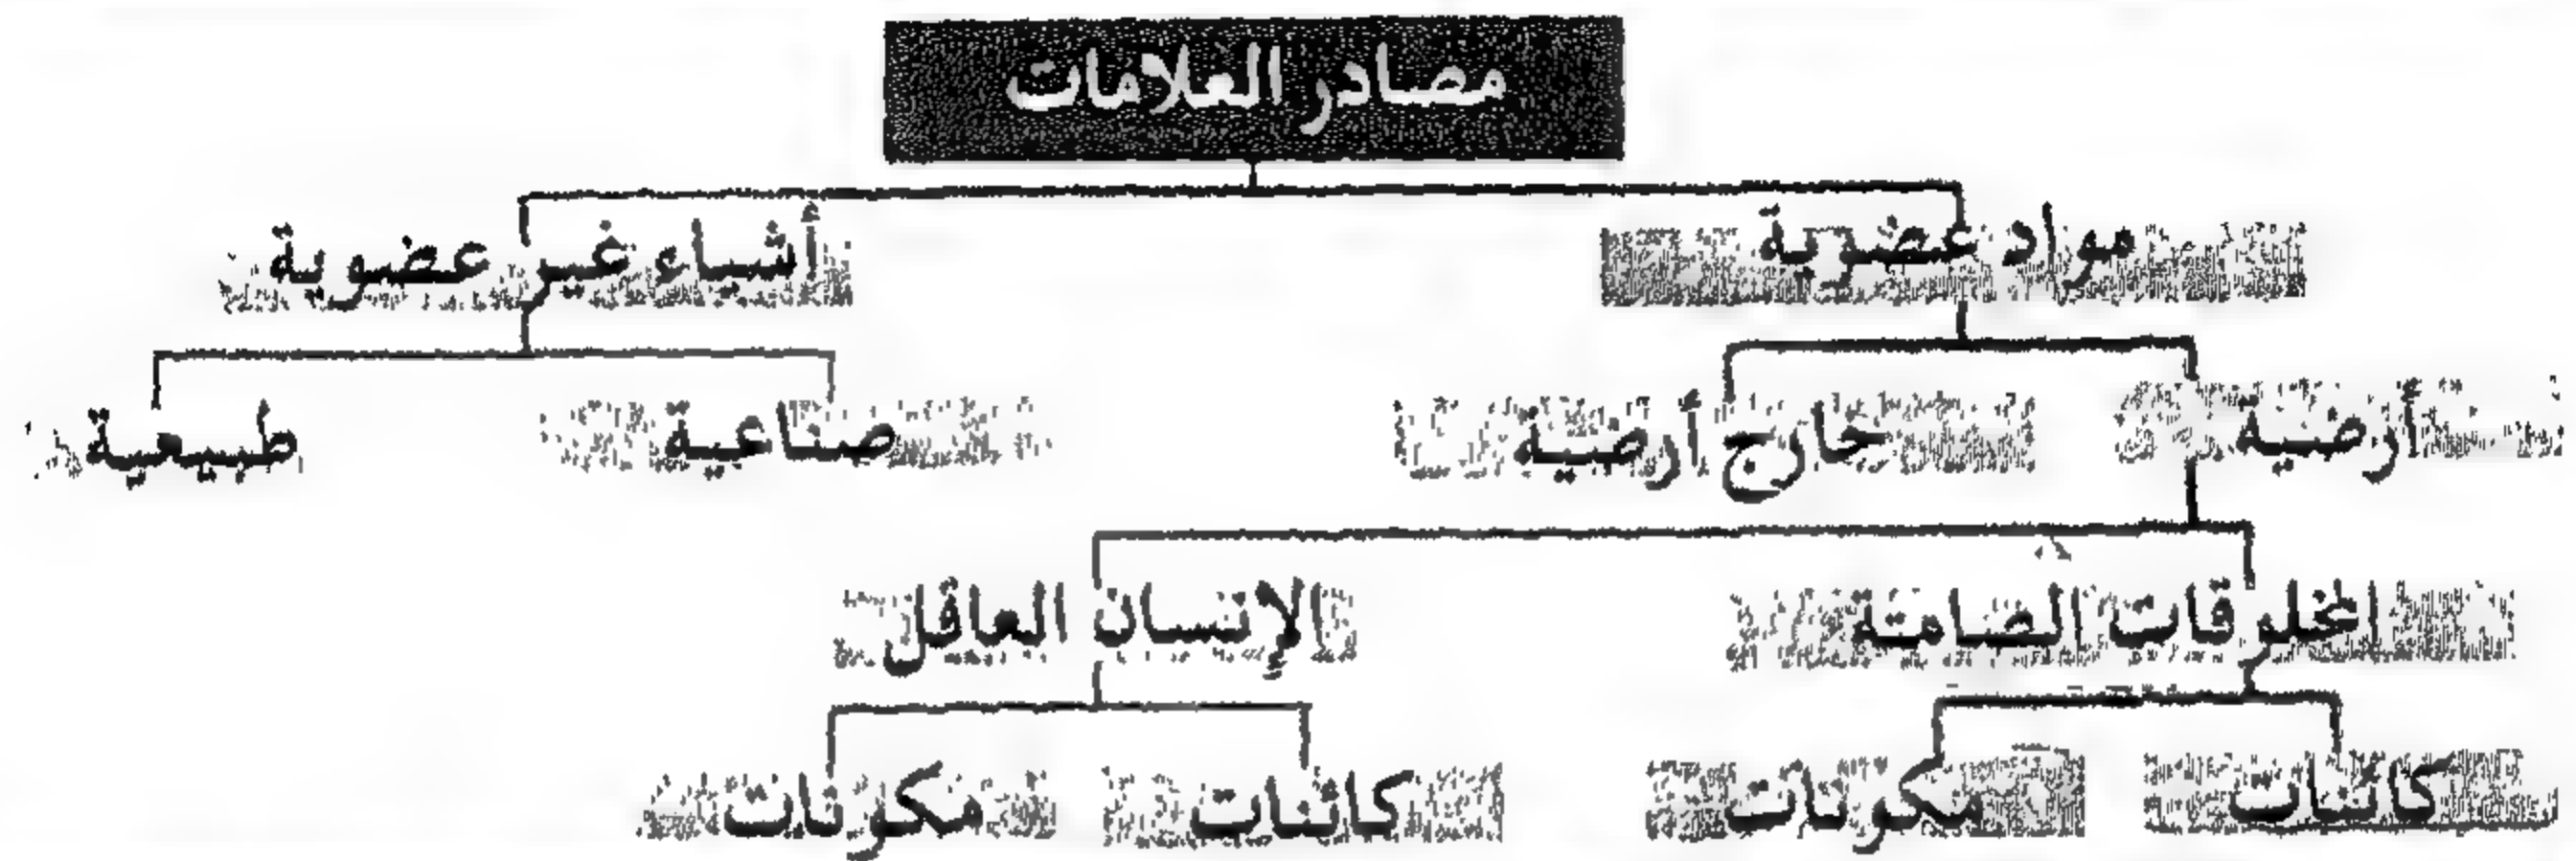 مصادر العلامات
مواد عضوية
أشياء غير عضوية
أرضية
خارج أرضية
صناعية
طبيعية
المخلوقات الصامتة
الإنسان العاقل
كائنات
مكونات
كائنات
مكونات